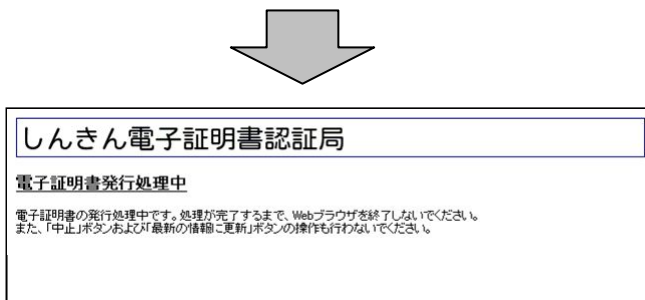 しんきん電子証明書認証局
電子証明書発行処理中
電子証明書の発行処理中です。処理が完了するまで、Webブラウザを終了しないでください。
また、「中止」ボタンおよび「最新の情報に更新」ボタンの操作も行わないでください。